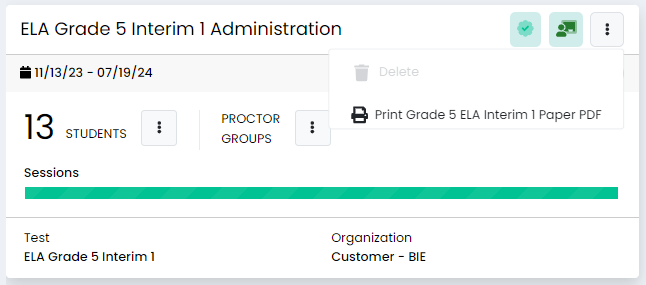 ELA Grade 5 Interim 1 Administration
11/13/23 - 07/19/24
Delete
Print Grade 5 ELA Interim 1 Paper PDF
13 STUDENTS
PROCTOR
GROUPS
Sessions
Test
ELA Grade 5 Interim 1
Organization
Customer - BIE